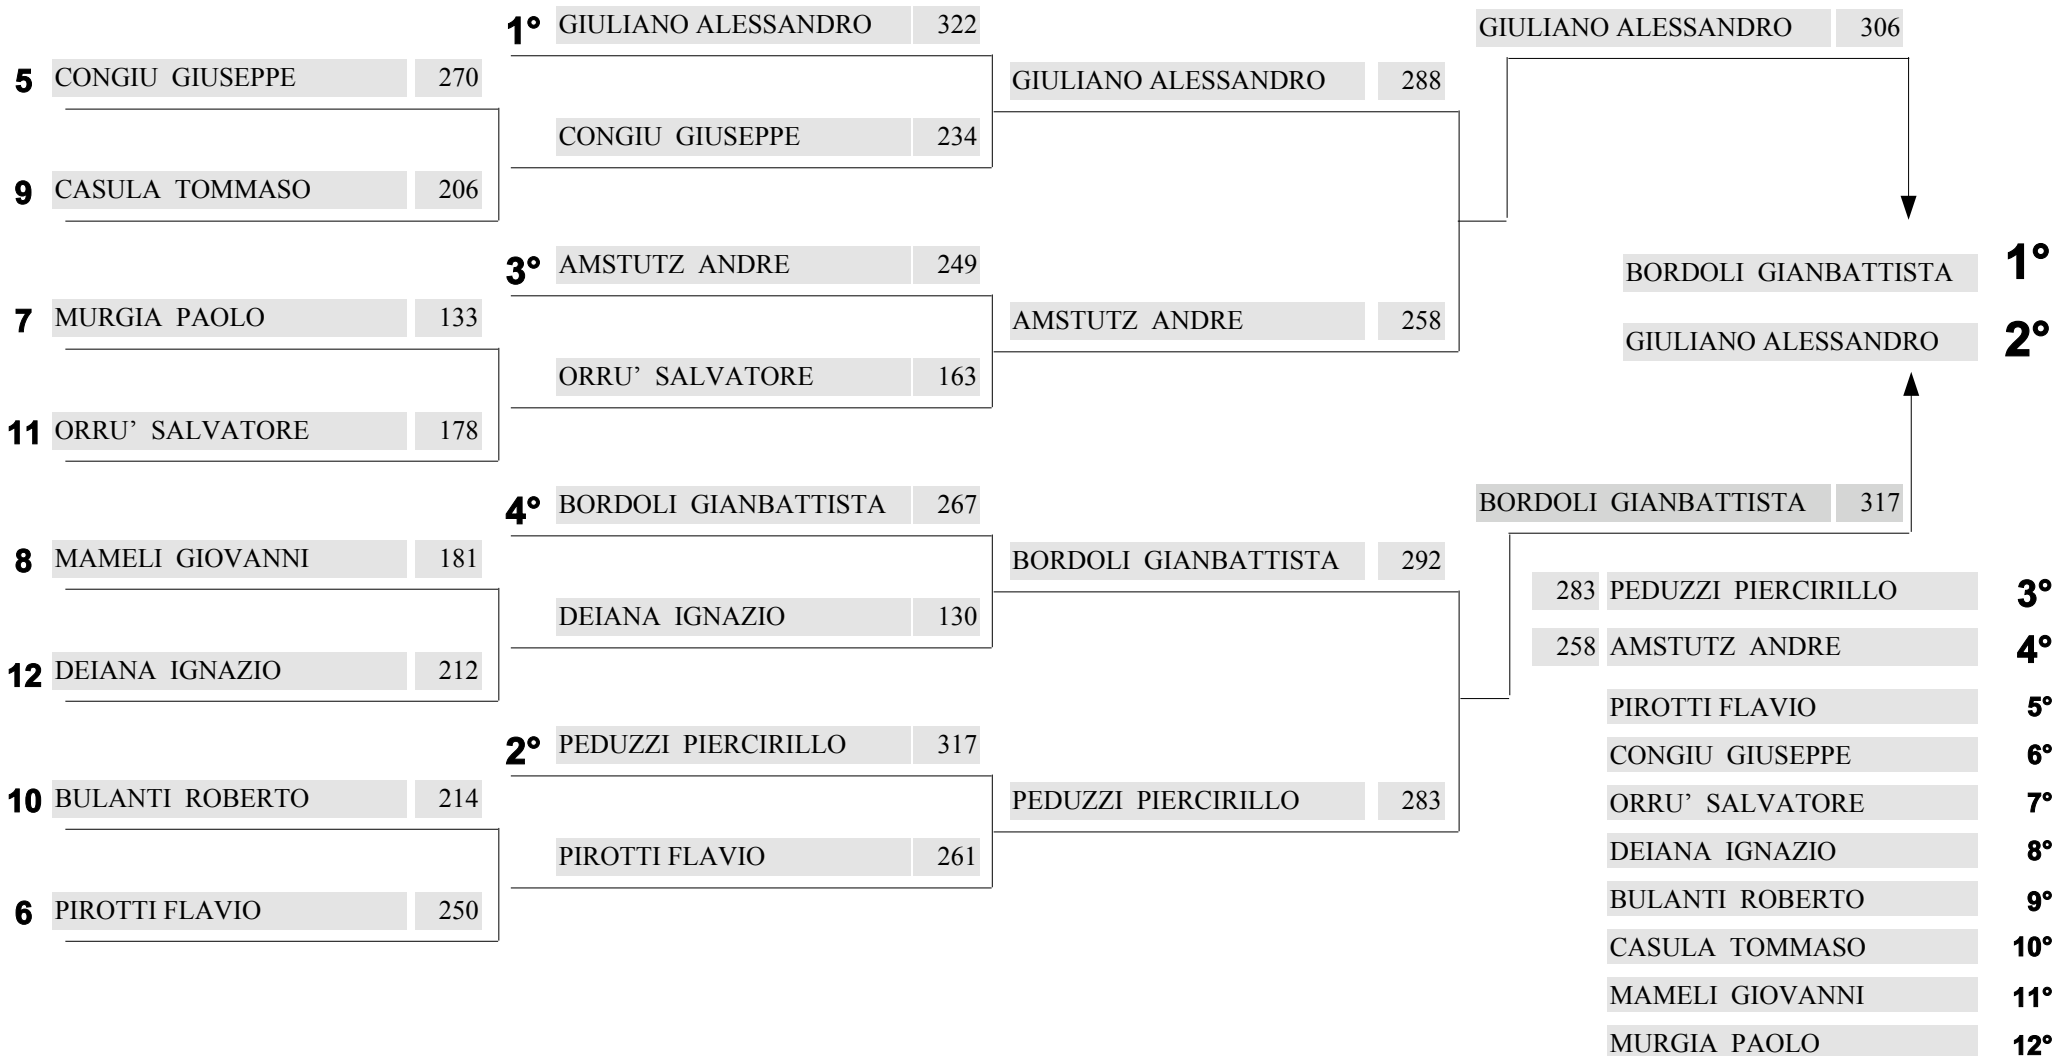 1° GIULIANO ALESSANDRO 322
GIULIANO ALESSANDRO 306
5 CONGIU GIUSEPPE 270
GIULIANO ALESSANDRO 288
CONGIU GIUSEPPE 234
9 CASULA TOMMASO 206
3° AMSTUTZ ANDRE 249
BORDOLI GIANBATTISTA 1°
7 MURGIA PAOLO 133
AMSTUTZ ANDRE 258
GIULIANO ALESSANDRO 2°
ORRU’ SALVATORE 163
11 ORRU’ SALVATORE 178
4° BORDOLI GIANBATTISTA 267
BORDOLI GIANBATTISTA 317
8 MAMELI GIOVANNI 181
BORDOLI GIANBATTISTA 292
283 PEDUZZI PIERCIRILLO 3°
DEIANA IGNAZIO 130
258 AMSTUTZ ANDRE 4°
12 DEIANA IGNAZIO 212
PIROTTI FLAVIO 5°
2° PEDUZZI PIERCIRILLO 317
CONGIU GIUSEPPE 6°
10 BULANTI ROBERTO 214
PEDUZZI PIERCIRILLO 283
ORRU’ SALVATORE 7°
PIROTTI FLAVIO 261
DEIANA IGNAZIO 8°
6 PIROTTI FLAVIO 250
BULANTI ROBERTO 9°
CASULA TOMMASO 10°
MAMELI GIOVANNI 11°
MURGIA PAOLO 12°